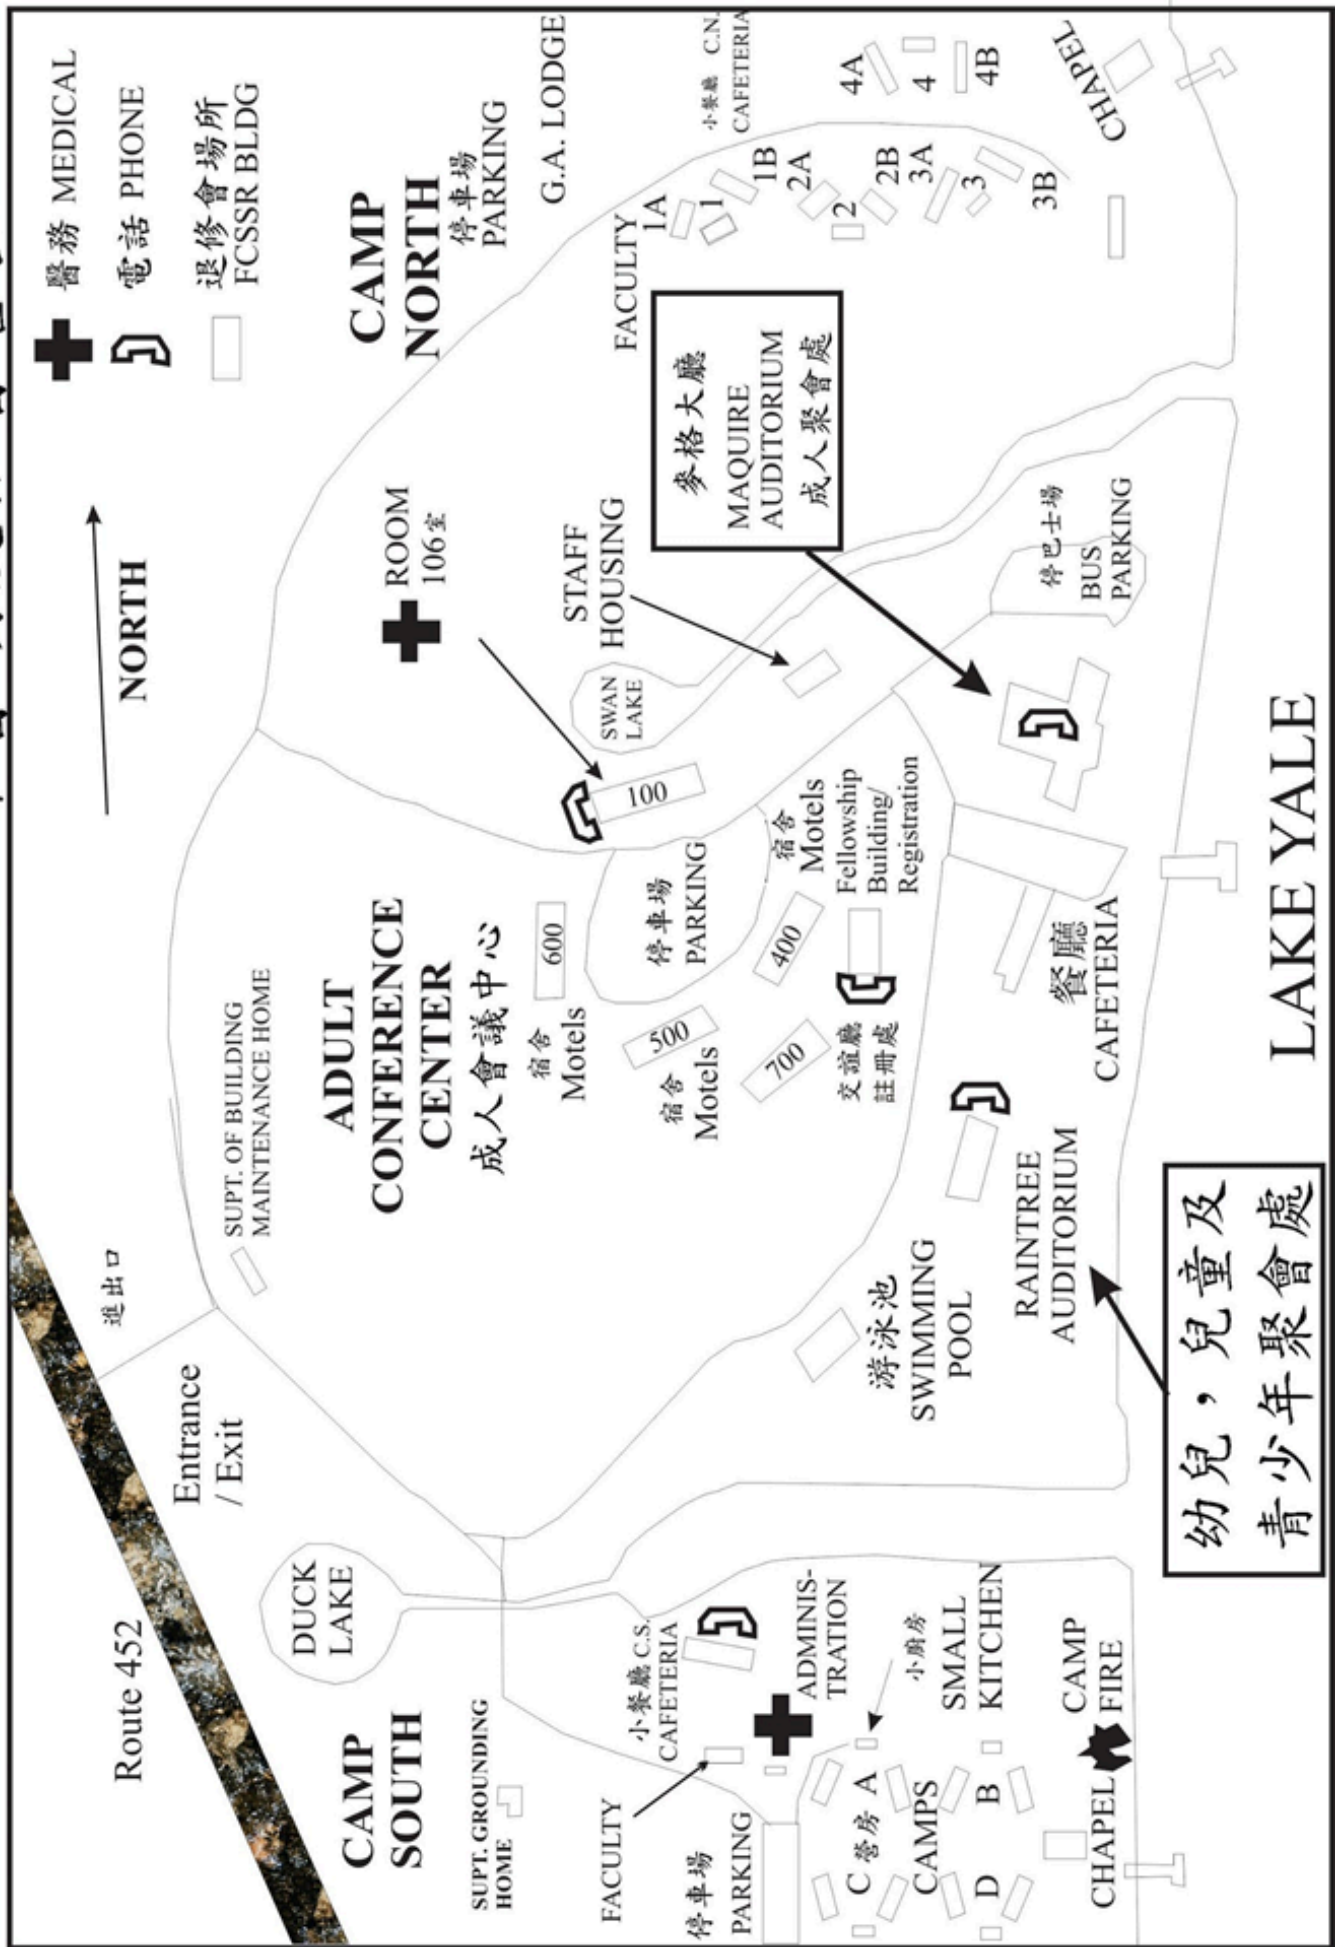 Route 452
Entrance
/ Exit
進出口
NORTH
醫務 MEDICAL
電話 PHONE
退修會場所
FCSSR BLDG
DUCK
LAKE
SUPT. OF BUILDING
MAINTENANCE HOME
CAMP
SOUTH
SUPT. GROUNDING
HOME
ADULT
CONFERENCE
CENTER
成人會議中心
CAMP
NORTH
停車場
PARKING
G.A. LODGE
ROOM
106室
STAFF
HOUSING
SWAN
LAKE
100
600
宿舍
Motels
停車場
PARKING
500
宿舍
Motels
400
宿舍
Motels
700
Fellowship
Building/
Registration
交誼廳
註冊處
FACULTY
1A
1
1B
2A
2
2B
3A
3
3B
小餐廳 C.N.
CAFETERIA
4A
4
4B
CHAPEL
麥格大廳
MAQUIRE
AUDITORIUM
成人聚會處
停巴士場
BUS
PARKING
餐廳
CAFETERIA
游泳池
SWIMMING
POOL
RAINTREE
AUDITORIUM
幼兒，兒童及
青少年聚會處
小餐廳 C.S.
CAFETERIA
FACULTY
停車場
PARKING
ADMINIS-
TRATION
小廚房
SMALL
KITCHEN
C 營房 A
CAMPS
D B
CAMP
FIRE
CHAPEL
LAKE YALE